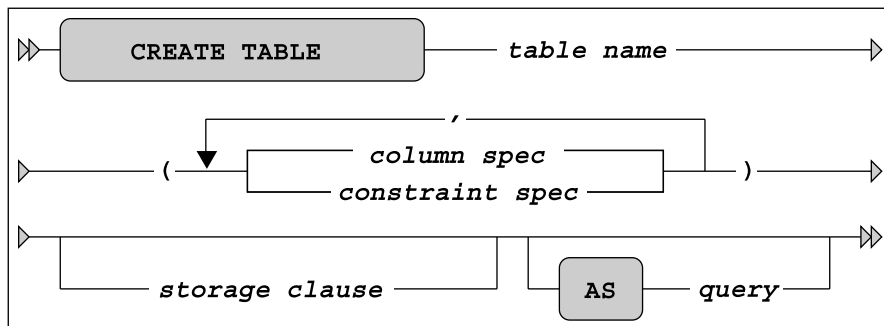 CREATE TABLE table name
,
( column spec )
constraint spec
storage clause AS query